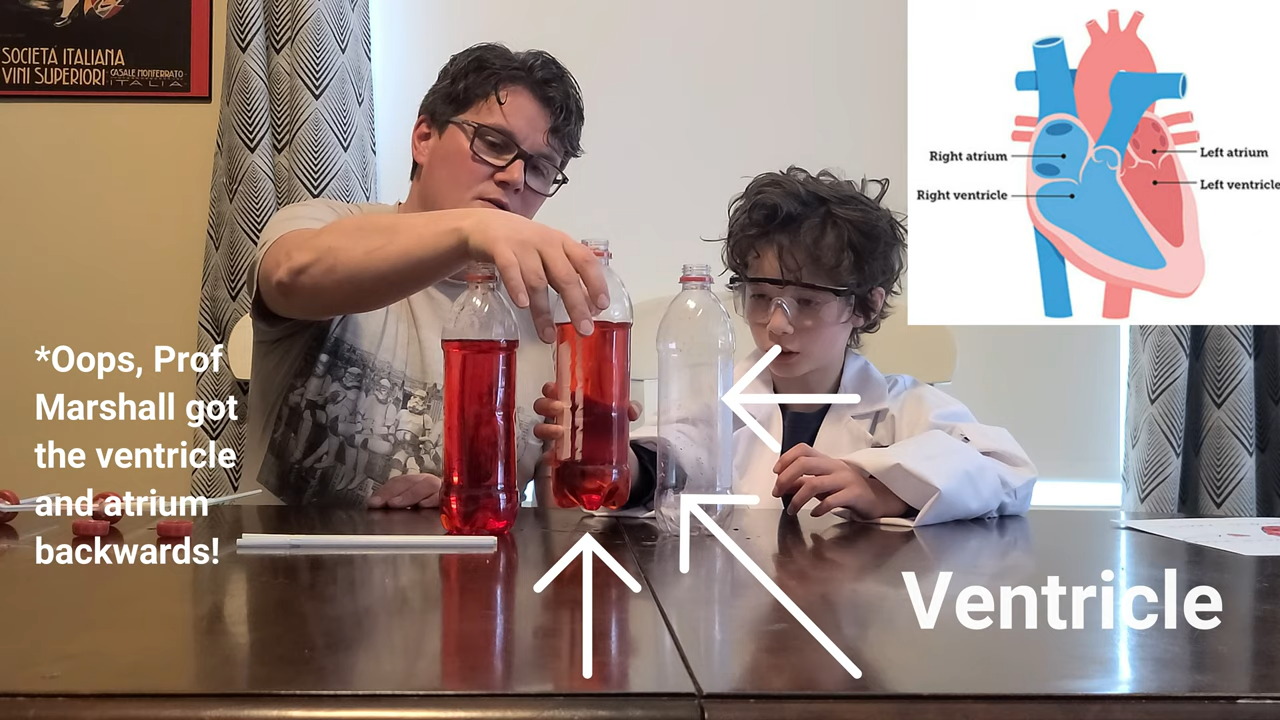 SOCIETÀ ITALIANA
VINI SUPERIORI CASALE MONFERRATO
ITALIA
Right atrium
Left atrium
Right ventricle
Left ventricle
*Oops, Prof
Marshall got
the ventricle
and atrium
backwards!
Ventricle